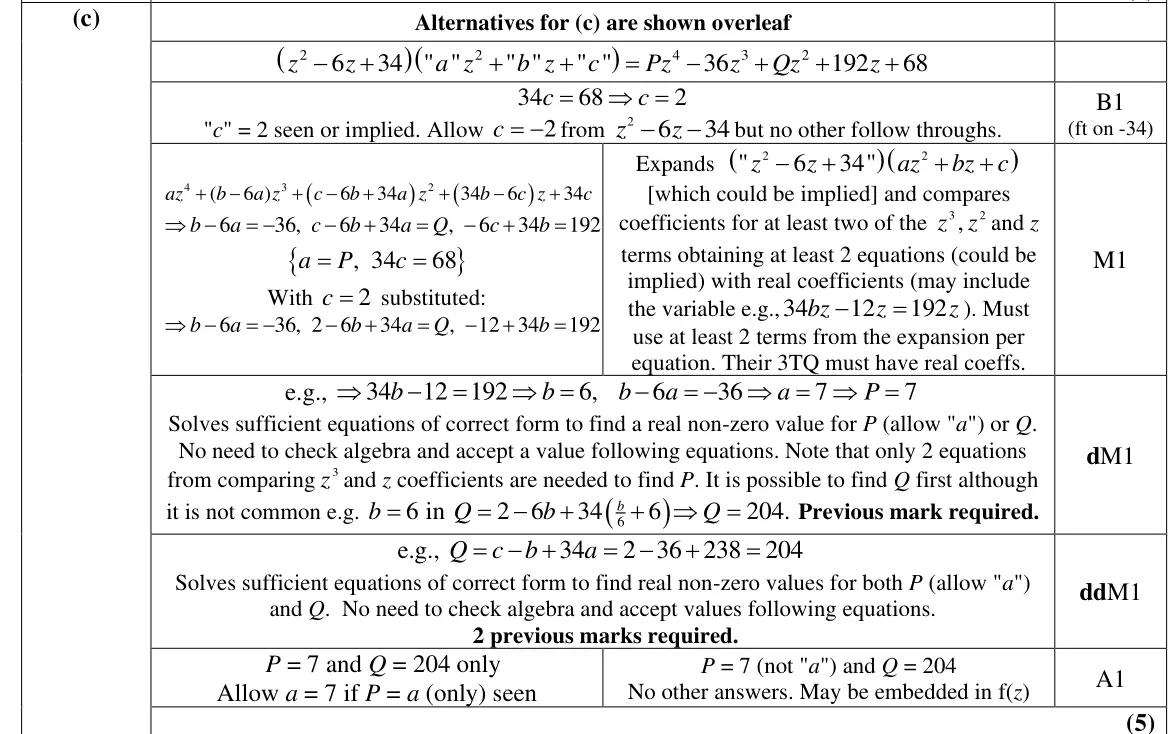 (c)
Alternatives for (c) are shown overleaf
(z² − 6z + 34)("a"z² + "b"z + "c") = Pz⁴ − 36z³ + Qz² + 192z + 68
34c = 68 ⇒ c = 2
"c" = 2 seen or implied. Allow c = −2 from z² − 6z − 34 but no other follow throughs.
B1
(ft on -34)
az⁴ + (b − 6a)z³ + (c − 6b + 34a)z² + (34b − 6c)z + 34c
⇒ b − 6a = −36, c − 6b + 34a = Q, −6c + 34b = 192
{a = P, 34c = 68}
With c = 2 substituted:
⇒ b − 6a = −36, 2 − 6b + 34a = Q, −12 + 34b = 192
Expands ("z² − 6z + 34")(az² + bz + c)
[which could be implied] and compares
coefficients for at least two of the z³, z² and z
terms obtaining at least 2 equations (could be
implied) with real coefficients (may include
the variable e.g., 34bz − 12z = 192z ). Must
use at least 2 terms from the expansion per
equation. Their 3TQ must have real coeffs.
M1
e.g., ⇒ 34b − 12 = 192 ⇒ b = 6, b − 6a = −36 ⇒ a = 7 ⇒ P = 7
Solves sufficient equations of correct form to find a real non-zero value for P (allow "a") or Q.
No need to check algebra and accept a value following equations. Note that only 2 equations
from comparing z³ and z coefficients are needed to find P. It is possible to find Q first although
it is not common e.g. b = 6 in Q = 2 − 6b + 34(b/6 + 6) ⇒ Q = 204. Previous mark required.
dM1
e.g., Q = c − b + 34a = 2 − 36 + 238 = 204
Solves sufficient equations of correct form to find real non-zero values for both P (allow "a")
and Q. No need to check algebra and accept values following equations.
2 previous marks required.
ddM1
P = 7 and Q = 204 only
Allow a = 7 if P = a (only) seen
P = 7 (not "a") and Q = 204
No other answers. May be embedded in f(z)
A1
(5)